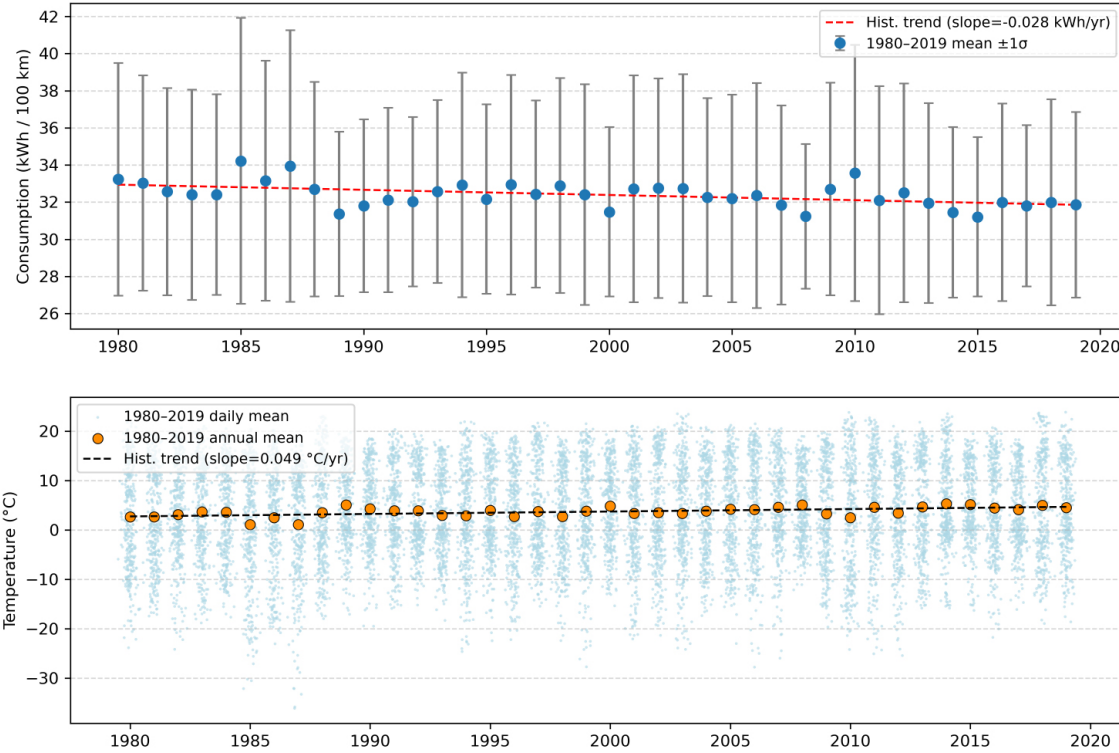 42
40
38
36
34
32
30
28
26
Consumption (kWh / 100 km)
Hist. trend (slope=-0.028 kWh/yr)
1980–2019 mean ±1σ
1980 1985 1990 1995 2000 2005 2010 2015 2020
1980–2019 daily mean
1980–2019 annual mean
Hist. trend (slope=0.049 °C/yr)
20
10
0
−10
−20
−30
Temperature (°C)
1980 1985 1990 1995 2000 2005 2010 2015 2020